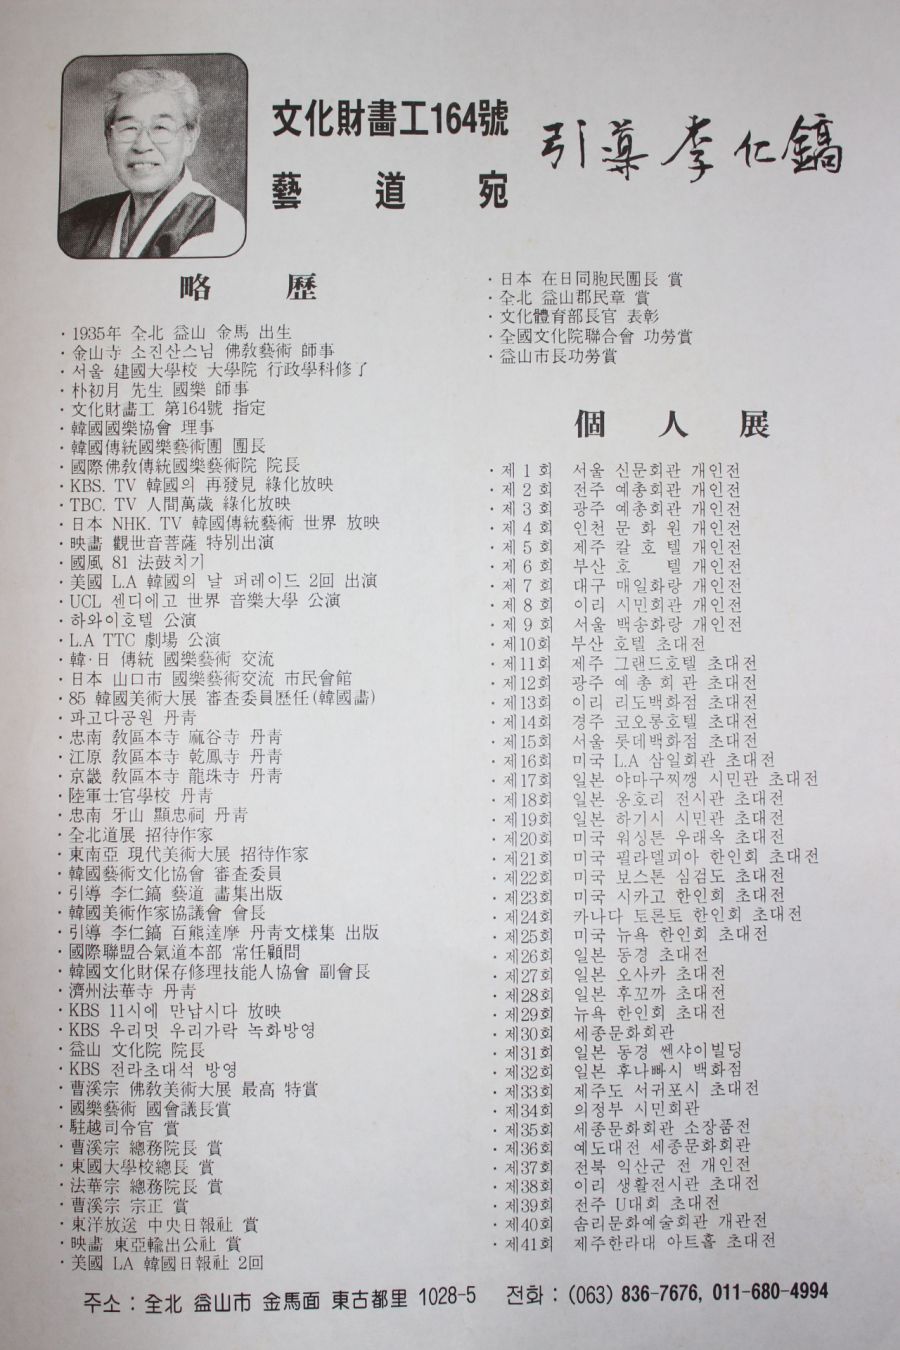 文化財畵工164號
藝道宛
引導 李仁鎬
略歷
· 1935年 全北 益山 金馬 出生
· 金山寺 소진산스님 佛敎藝術 師事
· 서울 建國大學校 大學院 行政學科修了
· 朴初月 先生 國樂 師事
· 文化財畵工 第164號 指定
· 韓國國樂協會 理事
· 韓國傳統國樂藝術團 團長
· 國際佛敎傳統國樂藝術院 院長
· KBS. TV 韓國의 再發見 綠化放映
· TBC. TV 人間萬歲 綠化放映
· 日本 NHK. TV 韓國傳統藝術 世界 放映
· 映畵 觀世音菩薩 特別出演
· 國風 81 法鼓치기
· 美國 L.A 韓國의 날 퍼레이드 2回 出演
· UCL 센디에고 世界 音樂大學 公演
· 하와이호텔 公演
· L.A TTC 劇場 公演
· 韓·日 傳統 國樂藝術 交流
· 日本 山口市 國樂藝術交流 市民會館
· 85 韓國美術大展 審査委員歷任(韓國畵)
· 파고다공원 丹靑
· 忠南 敎區本寺 麻谷寺 丹靑
· 江原 敎區本寺 乾鳳寺 丹靑
· 京畿 敎區本寺 龍珠寺 丹靑
· 陸軍士官學校 丹靑
· 忠南 牙山 顯忠祠 丹靑
· 全北道展 招待作家
· 東南亞 現代美術大展 招待作家
· 韓國藝術文化協會 審査委員
· 引導 李仁鎬 藝道 畵集出版
· 韓國美術作家協議會 會長
· 引導 李仁鎬 百熊達摩 丹靑文樣集 出版
· 國際聯盟合氣道本部 常任顧問
· 韓國文化財保存修理技能人協會 副會長
· 濟州法華寺 丹靑
· KBS 11시에 만납시다 放映
· KBS 우리멋 우리가락 녹화방영
· 益山 文化院 院長
· KBS 전라초대석 방영
· 曹溪宗 佛敎美術大展 最高 特賞
· 國樂藝術 國會議長賞
· 駐越司令官 賞
· 曹溪宗 總務院長 賞
· 東國大學校總長 賞
· 法華宗 總務院長 賞
· 曹溪宗 宗正 賞
· 東洋放送 中央日報社 賞
· 映畵 東亞輸出公社 賞
· 美國 LA 韓國日報社 2回
· 日本 在日同胞民團長 賞
· 全北 益山郡民章 賞
· 文化體育部長官 表彰
· 全國文化院聯合會 功勞賞
· 益山市長功勞賞
個人展
· 제 1 회 서울 신문회관 개인전
· 제 2 회 전주 예총회관 개인전
· 제 3 회 광주 예총회관 개인전
· 제 4 회 인천 문 화 원 개인전
· 제 5 회 제주 칼 호 텔 개인전
· 제 6 회 부산 호 텔 개인전
· 제 7 회 대구 매일화랑 개인전
· 제 8 회 이리 시민회관 개인전
· 제 9 회 서울 백송화랑 개인전
· 제10회 부산 호텔 초대전
· 제11회 제주 그랜드호텔 초대전
· 제12회 광주 예 총 회 관 초대전
· 제13회 이리 리도백화점 초대전
· 제14회 경주 코오롱호텔 초대전
· 제15회 서울 롯데백화점 초대전
· 제16회 미국 L.A 삼일회관 초대전
· 제17회 일본 야마구찌깽 시민관 초대전
· 제18회 일본 옹호리 전시관 초대전
· 제19회 일본 하기시 시민관 초대전
· 제20회 미국 워싱톤 우래옥 초대전
· 제21회 미국 필라델피아 한인회 초대전
· 제22회 미국 보스톤 심검도 초대전
· 제23회 미국 시카고 한인회 초대전
· 제24회 카나다 토론토 한인회 초대전
· 제25회 미국 뉴욕 한인회 초대전
· 제26회 일본 동경 초대전
· 제27회 일본 오사카 초대전
· 제28회 일본 후꼬까 초대전
· 제29회 뉴욕 한인회 초대전
· 제30회 세종문화회관
· 제31회 일본 동경 쎈샤이빌딩
· 제32회 일본 후나빠시 백화점
· 제33회 제주도 서귀포시 초대전
· 제34회 의정부 시민회관
· 제35회 세종문화회관 소장품전
· 제36회 예도대전 세종문화회관
· 제37회 전북 익산군 전 개인전
· 제38회 이리 생활전시관 초대전
· 제39회 전주 U대회 초대전
· 제40회 솜리문화예술회관 개관전
· 제41회 제주한라대 아트홀 초대전
주소 : 全北 益山市 金馬面 東古都里 1028-5 전화 : (063) 836-7676, 011-680-4994